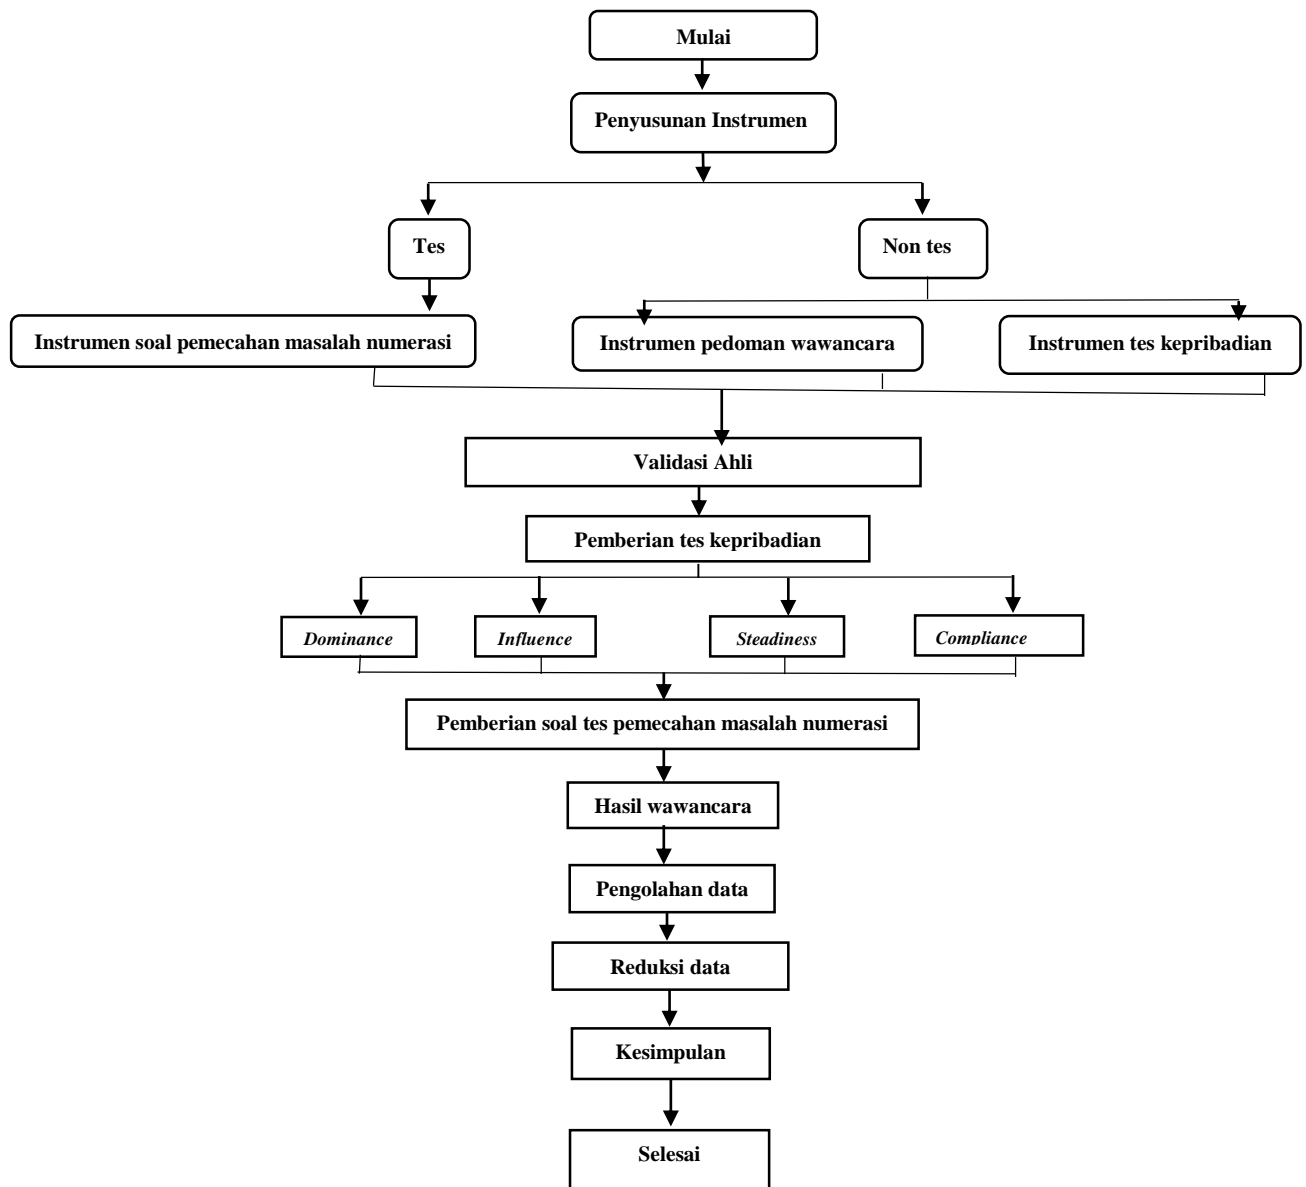 Mulai
Penyusunan Instrumen
Tes
Non tes
Instrumen soal pemecahan masalah numerasi
Instrumen pedoman wawancara
Instrumen tes kepribadian
Validasi Ahli
Pemberian tes kepribadian
Dominance
Influence
Steadiness
Compliance
Pemberian soal tes pemecahan masalah numerasi
Hasil wawancara
Pengolahan data
Reduksi data
Kesimpulan
Selesai